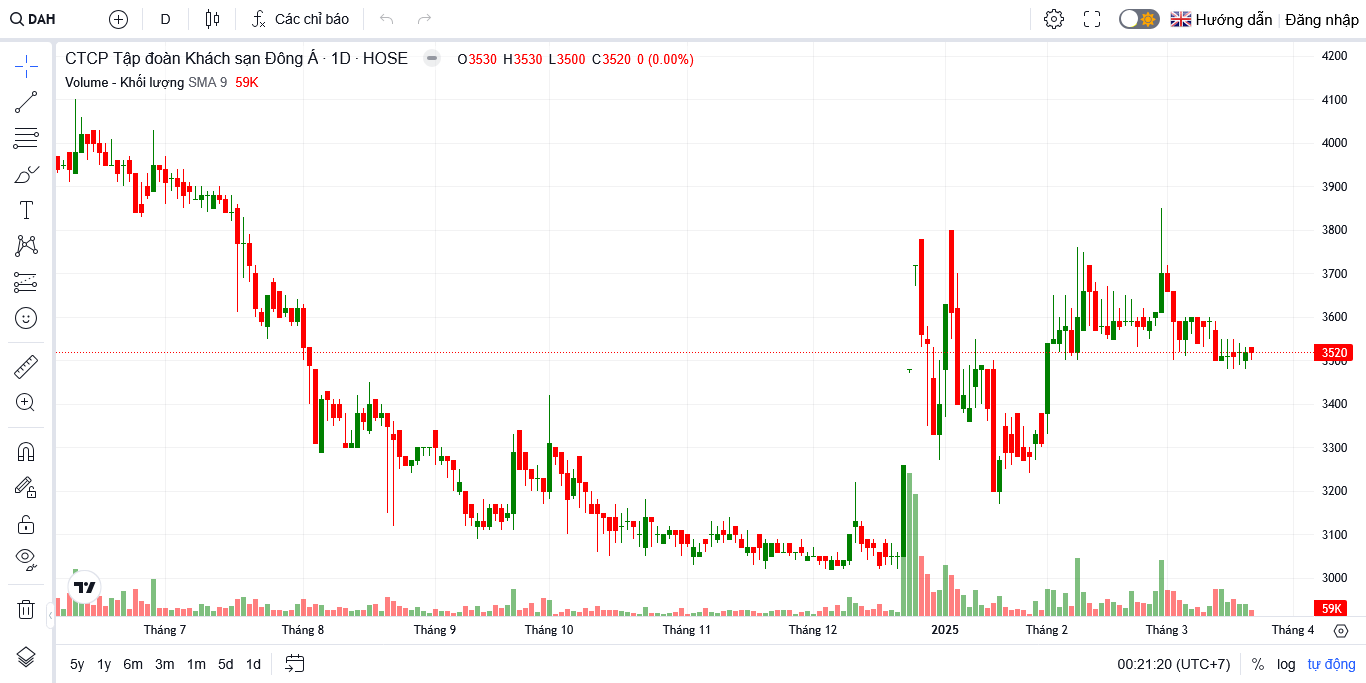 DAH D Các chỉ báo Hướng dẫn Đăng nhập
CTCP Tập đoàn Khách sạn Đông Á · 1D · HOSE O3530 H3530 L3500 C3520 0 (0.00%)
Volume - Khối lượng SMA 9 59K
4200
4100
4000
3900
3800
3700
3600
3520
3500
3400
3300
3200
3100
3000
59K
Tháng 7 Tháng 8 Tháng 9 Tháng 10 Tháng 11 Tháng 12 2025 Tháng 2 Tháng 3 Tháng 4
5y 1y 6m 3m 1m 5d 1d 00:21:20 (UTC+7) % log tự động